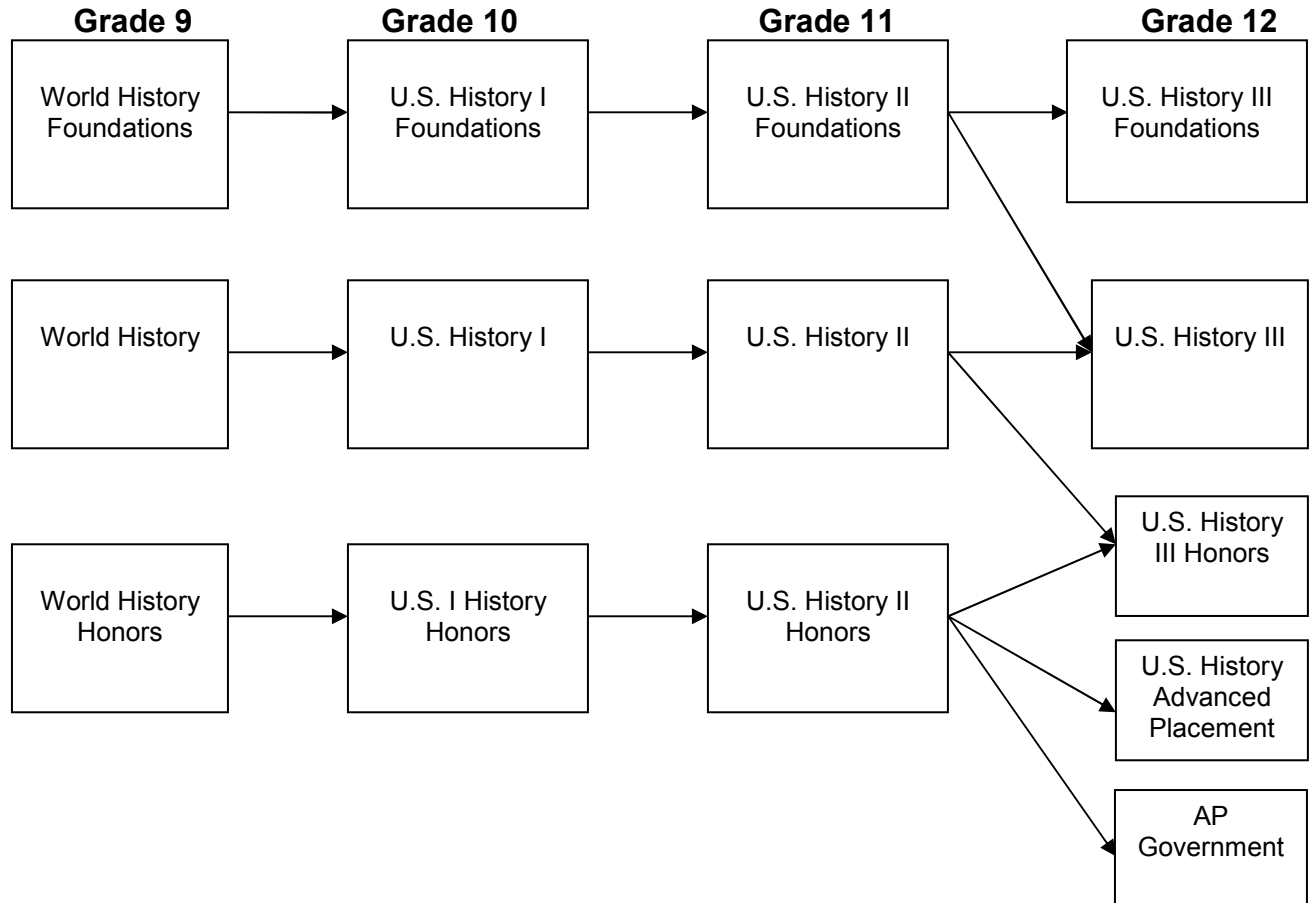 Grade 9 Grade 10 Grade 11 Grade 12
World History
Foundations
U.S. History I
Foundations
U.S. History II
Foundations
U.S. History III
Foundations
World History
U.S. History I
U.S. History II
U.S. History III
World History
Honors
U.S. I History
Honors
U.S. History II
Honors
U.S. History
III Honors
U.S. History
Advanced
Placement
AP
Government